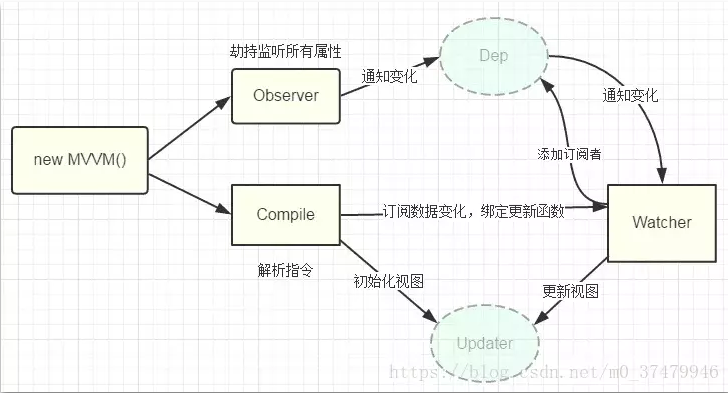 劫持监听所有属性
Dep
Observer
通知变化
通知变化
new MVVM()
添加订阅者
Compile
订阅数据变化，绑定更新函数
Watcher
解析指令
初始化视图
更新视图
Updater
https://blog.csdn.net/m0_37479946